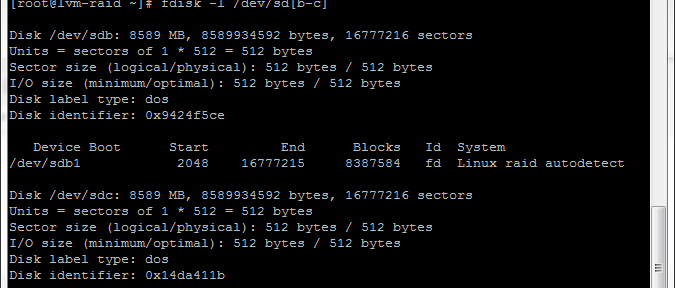 [root@lvm-raid ~]# fdisk -l /dev/sd[b-c]
Disk /dev/sdb: 8589 MB, 8589934592 bytes, 16777216 sectors
Units = sectors of 1 * 512 = 512 bytes
Sector size (logical/physical): 512 bytes / 512 bytes
I/O size (minimum/optimal): 512 bytes / 512 bytes
Disk label type: dos
Disk identifier: 0x9424f5ce
Device Boot Start End Blocks Id System
/dev/sdb1 2048 16777215 8387584 fd Linux raid autodetect
Disk /dev/sdc: 8589 MB, 8589934592 bytes, 16777216 sectors
Units = sectors of 1 * 512 = 512 bytes
Sector size (logical/physical): 512 bytes / 512 bytes
I/O size (minimum/optimal): 512 bytes / 512 bytes
Disk label type: dos
Disk identifier: 0x14da411b